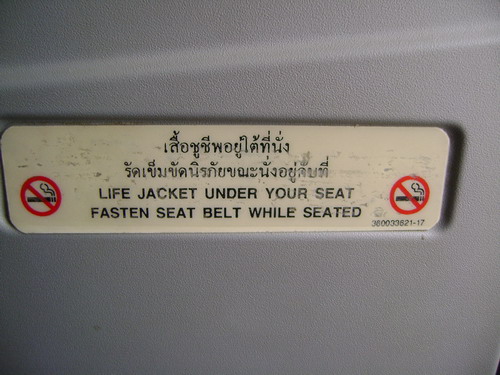 เสื้อชูชีพอยู่ใต้ที่นั่ง
รัดเข็มขัดนิรภัยขณะนั่งอยู่กับที่
LIFE JACKET UNDER YOUR SEAT
FASTEN SEAT BELT WHILE SEATED
360033621-17